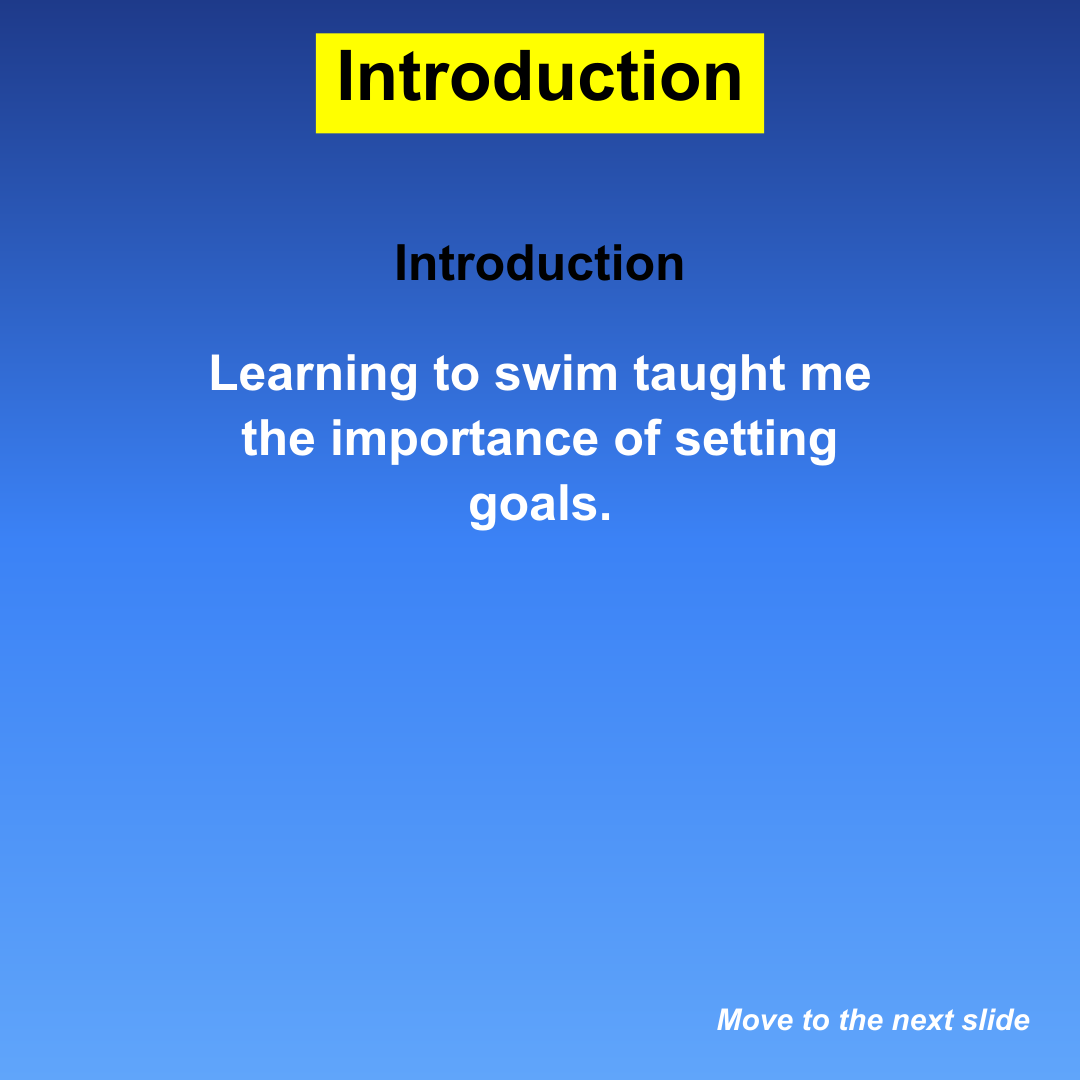 Introduction
Introduction
Learning to swim taught me
the importance of setting
goals.
Move to the next slide